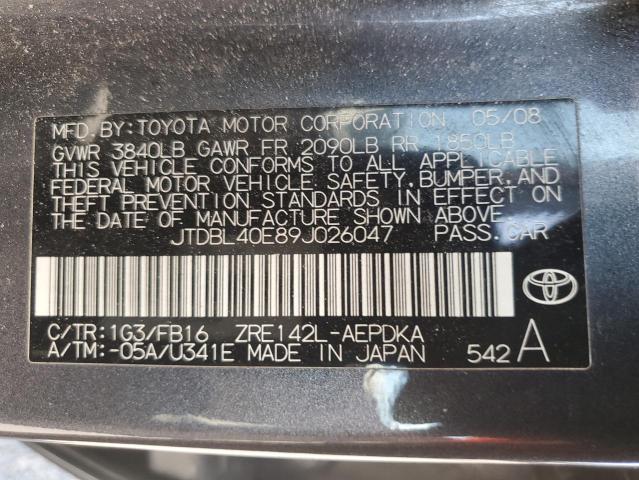 MFD.BY:TOYOTA MOTOR CORPORATION 05/08
GVWR 3840LB GAWR FR 2090LB RR 1850LB
THIS VEHICLE CONFORMS TO ALL APPLICABLE
FEDERAL MOTOR VEHICLE SAFETY,BUMPER,AND
THEFT PREVENTION STANDARDS IN EFFECT ON
THE DATE OF MANUFACTURE SHOWN ABOVE.
JTDBL40E89J026047 PASS.CAR
C/TR:1G3/FB16 ZRE142L-AEPDKA
A/TM:-05A/U341E MADE IN JAPAN 542 A